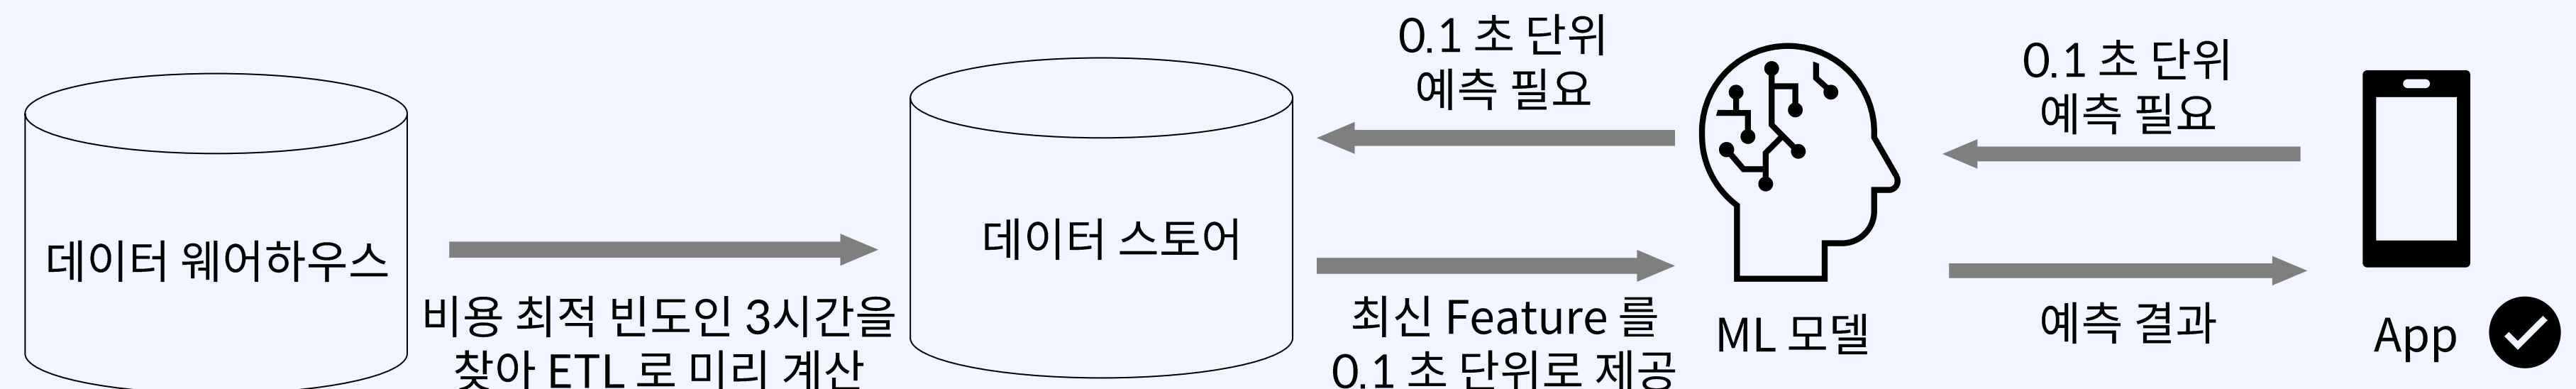 데이터 웨어하우스
비용 최적 빈도인 3시간을
찾아 ETL 로 미리 계산
데이터 스토어
0.1 초 단위
예측 필요
최신 Feature 를
0.1 초 단위로 제공
ML 모델
0.1 초 단위
예측 필요
예측 결과
App